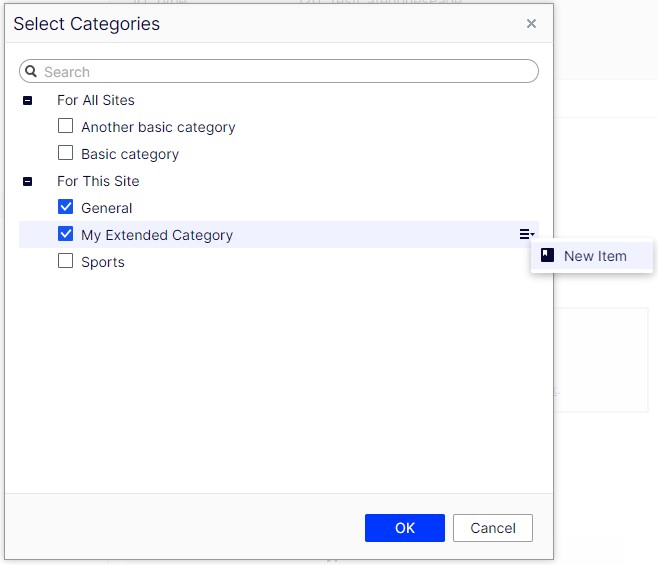 Select Categories
Search
For All Sites
Another basic category
Basic category
For This Site
General
My Extended Category
New Item
Sports
OK
Cancel